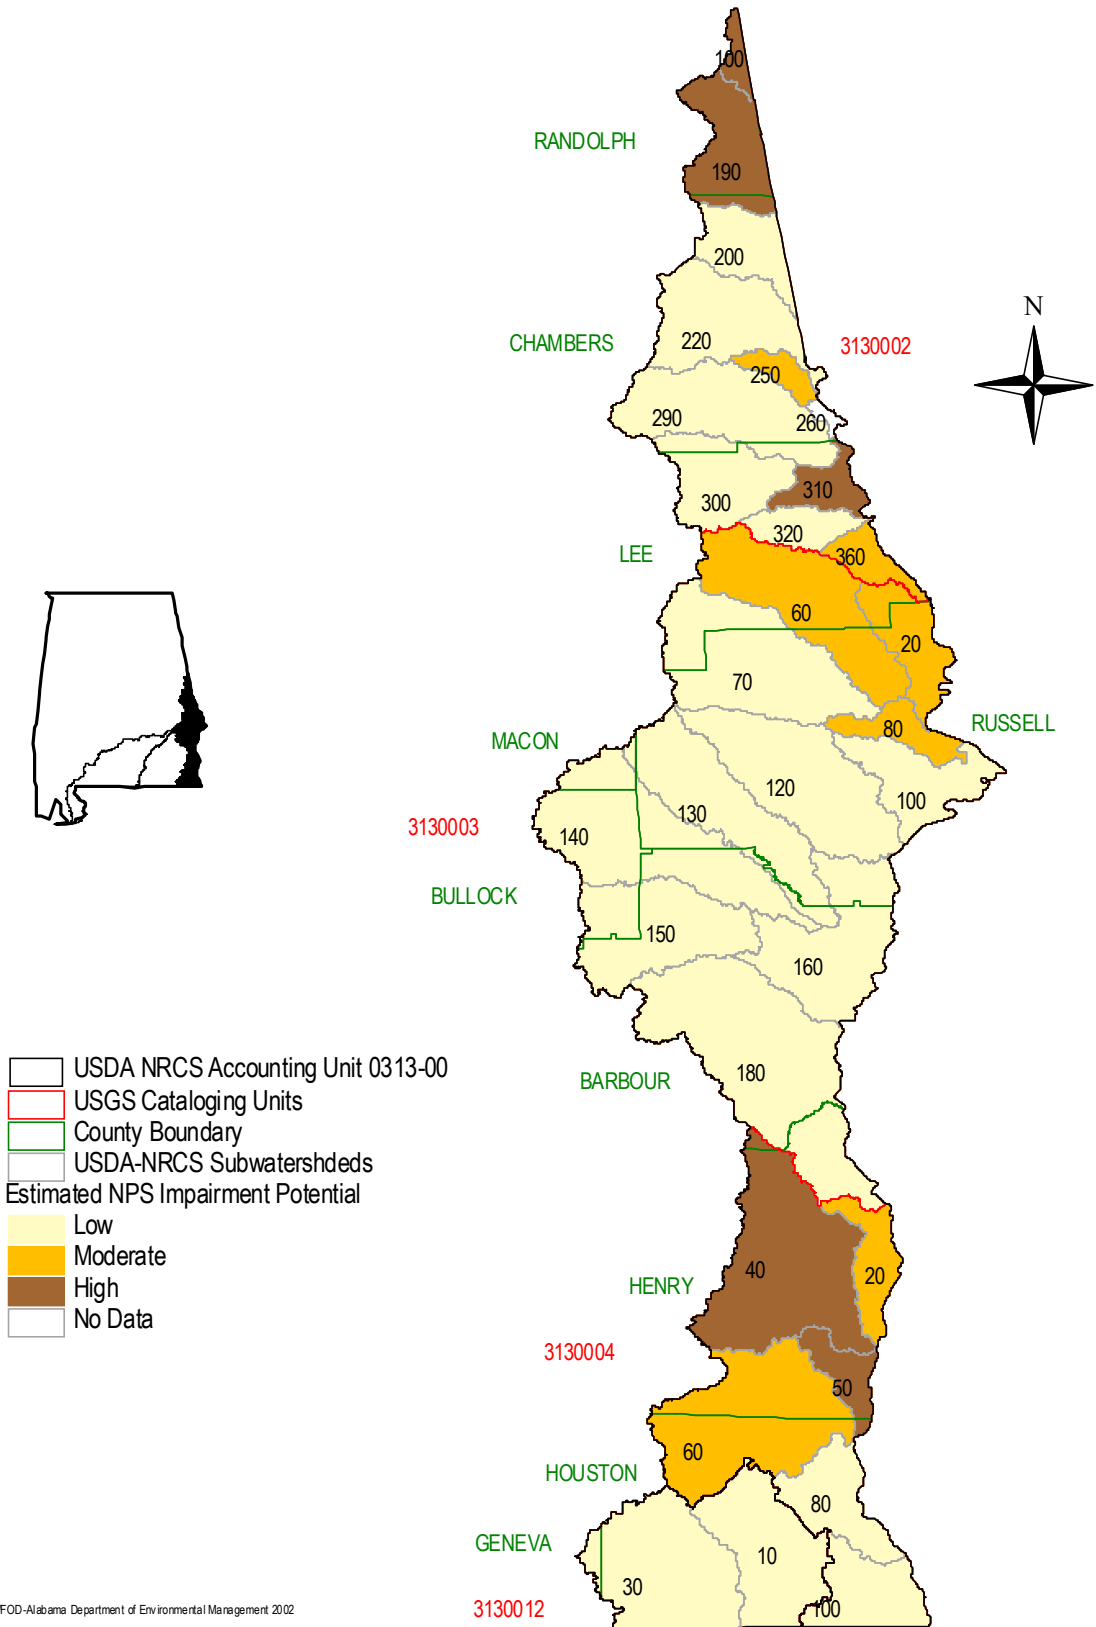 100
RANDOLPH
190
200
N
CHAMBERS
220
3130002
250
290
260
310
300
320
LEE
360
60
20
70
RUSSELL
80
MACON
120
100
130
3130003
140
BULLOCK
150
160
USDA NRCS Accounting Unit 0313-00
180
BARBOUR
USGS Cataloging Units
County Boundary
USDA-NRCS Subwatershdeds
Estimated NPS Impairment Potential
Low
Moderate
High
No Data
40
20
HENRY
3130004
50
60
HOUSTON
80
GENEVA
10
30
100
3130012
FOD-Alabama Department of Environmental Management 2002